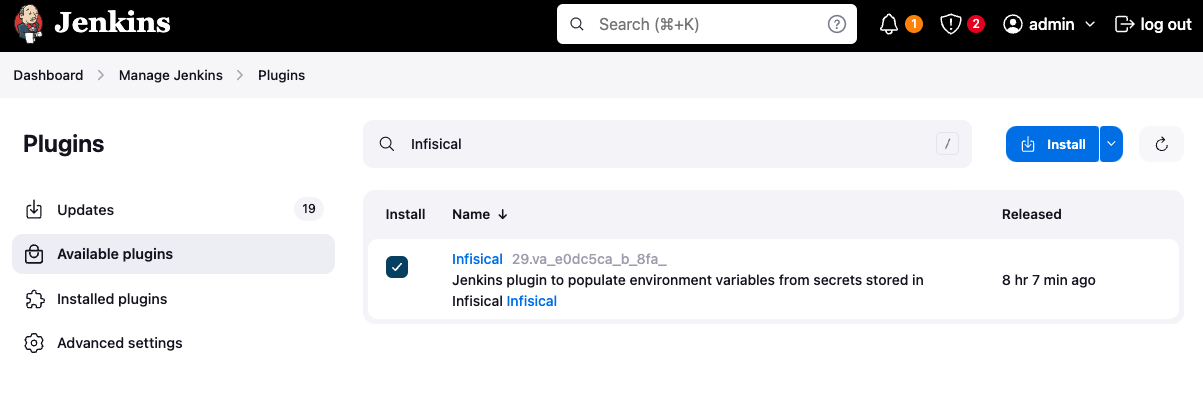 Jenkins
Search (⌘+K)
?
1
2
admin
log out
Dashboard
Manage Jenkins
Plugins
Plugins
Infisical
/
Install
Updates
19
Available plugins
Installed plugins
Advanced settings
Install
Name ↓
Released
Infisical 29.va_e0dc5ca_b_8fa_
Jenkins plugin to populate environment variables from secrets stored in
Infisical Infisical
8 hr 7 min ago